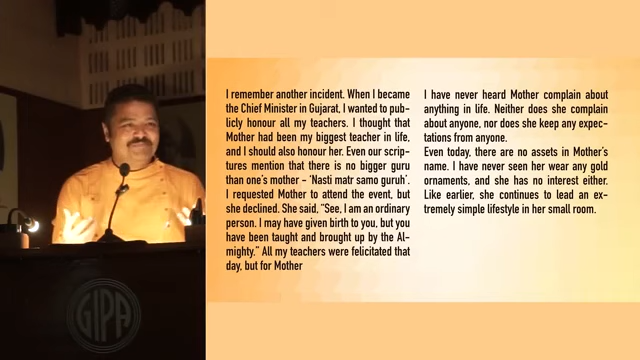 I remember another incident. When I became
the Chief Minister in Gujarat, I wanted to pub-
licly honour all my teachers. I thought that
Mother had been my biggest teacher in life,
and I should also honour her. Even our scrip-
tures mention that there is no bigger guru
than one's mother - 'Nasti matr samo guruh'.
I requested Mother to attend the event, but
she declined. She said, "See, I am an ordinary
person. I may have given birth to you, but you
have been taught and brought up by the Al-
mighty." All my teachers were felicitated that
day, but for Mother
I have never heard Mother complain about
anything in life. Neither does she complain
about anyone, nor does she keep any expec-
tations from anyone.
Even today, there are no assets in Mother's
name. I have never seen her wear any gold
ornaments, and she has no interest either.
Like earlier, she continues to lead an ex-
tremely simple lifestyle in her small room.
GIPA